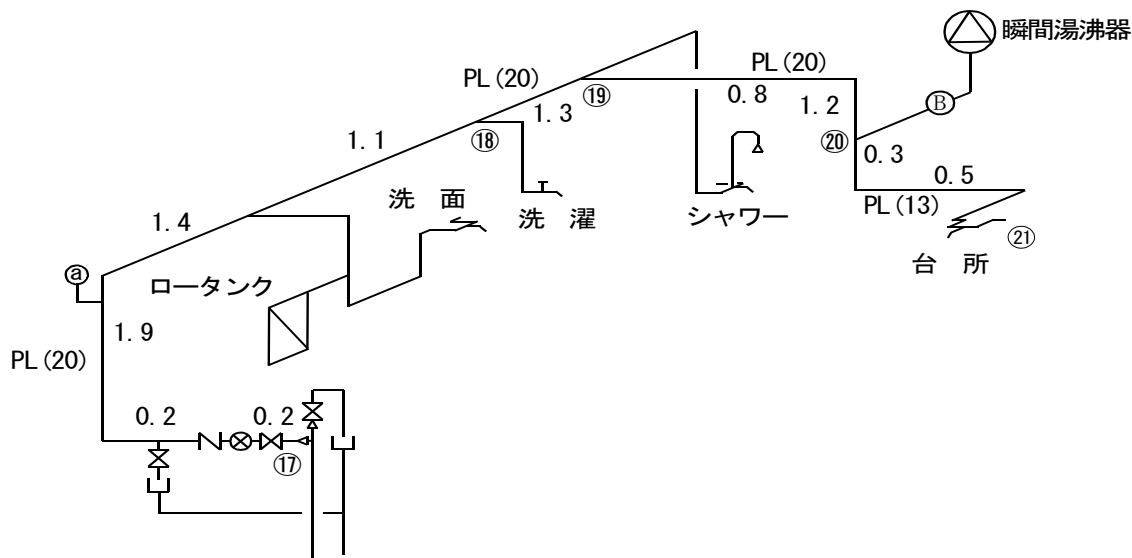 瞬間湯沸器
PL(20)
PL(20)
⑲
1.3
0.8
1.2
Ⓑ
⑱
⑳
0.3
1.1
洗 面
洗 濯
シャワー
0.5
PL(13)
㉑
台 所
1.4
ⓐ
ロータンク
1.9
PL(20)
0.2
0.2
⑰